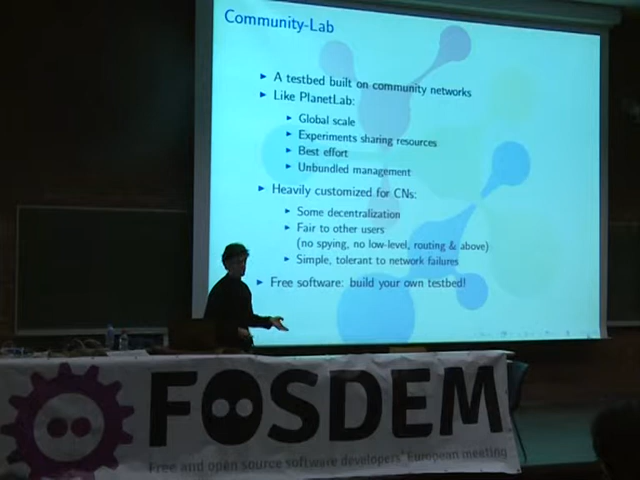 Community-Lab
▶ A testbed built on community networks
▶ Like PlanetLab:
▶ Global scale
▶ Experiments sharing resources
▶ Best effort
▶ Unbundled management
▶ Heavily customized for CNs:
▶ Some decentralization
▶ Fair to other users
(no spying, no low-level, routing & above)
▶ Simple, tolerant to network failures
▶ Free software: build your own testbed!
FOSDEM
Free and open source software developers' European meeting